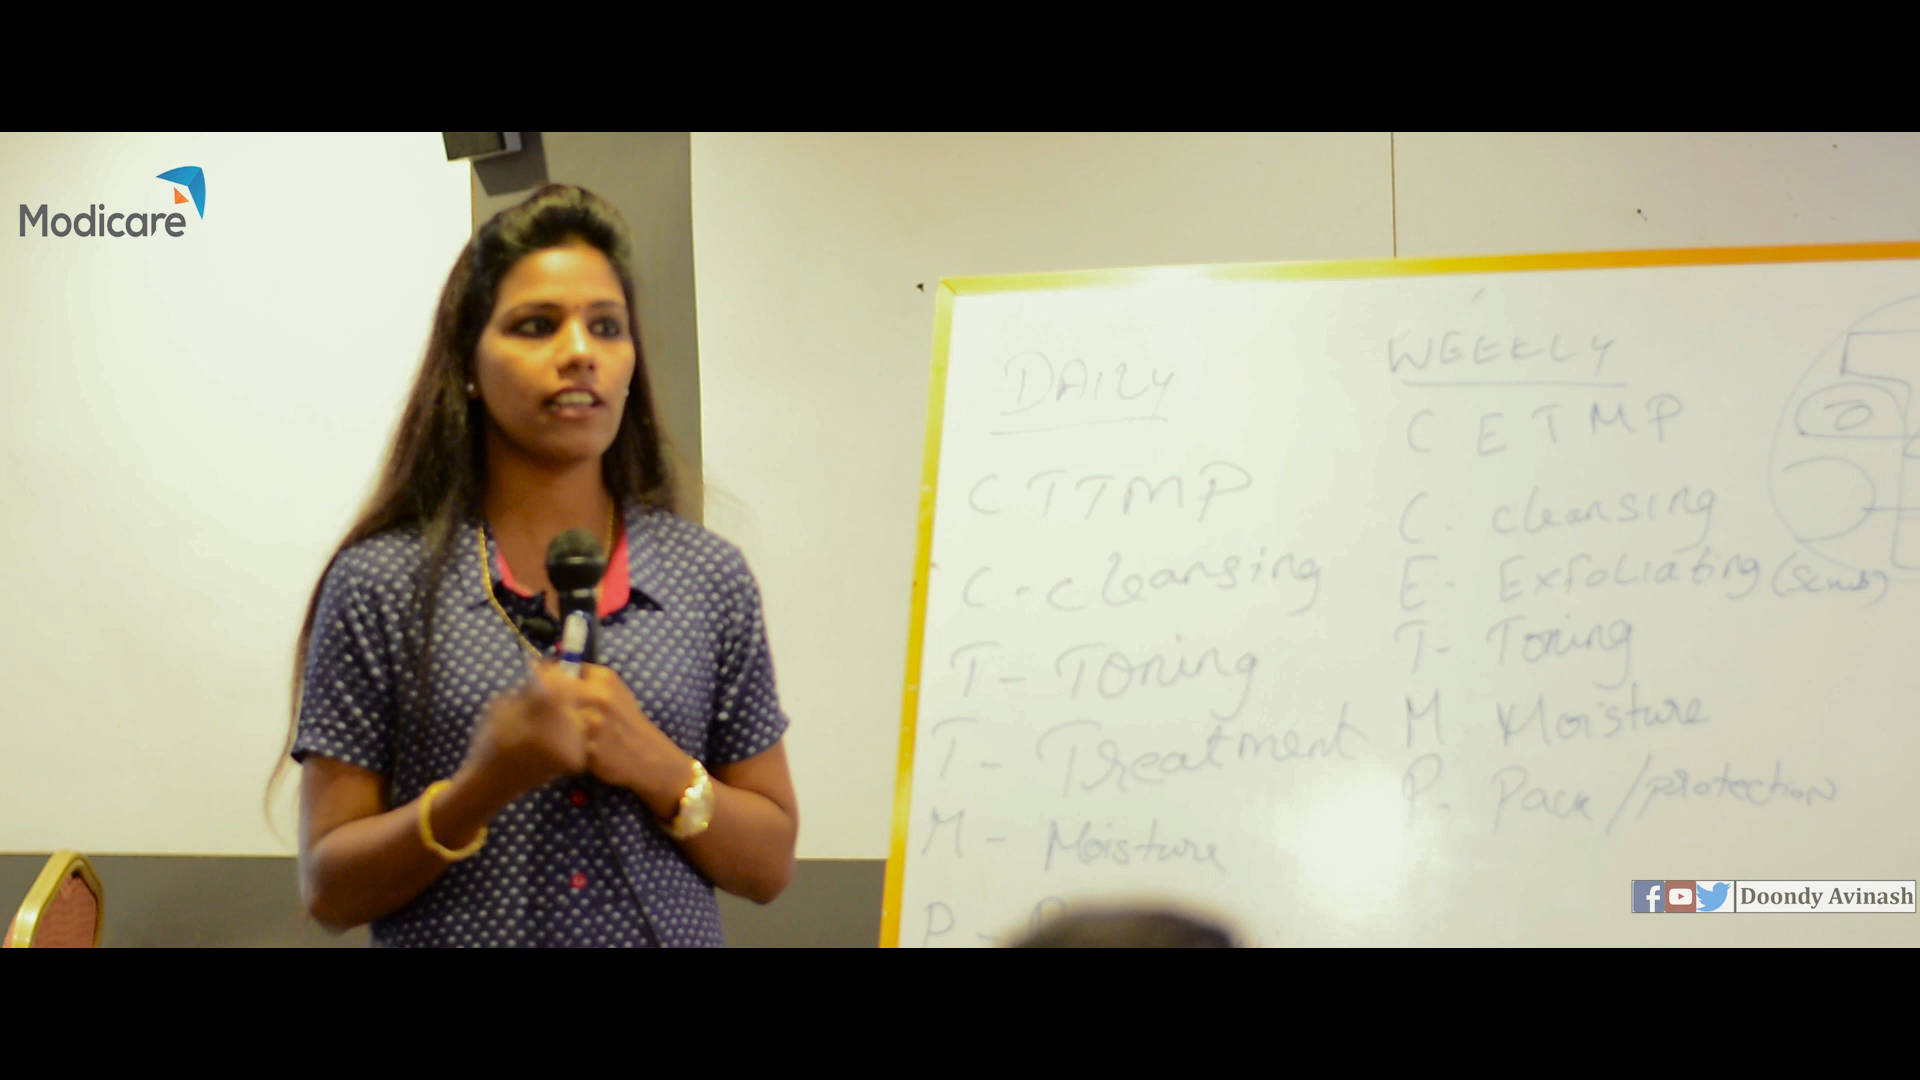 Modicare
DAILY
CTTMP
C - cleansing
T - Toning
T - Treatment
M - Moisture
P -
WEEKLY
CETMP
C. cleansing
E. Exfoliating (Scrub)
T- Toning
M. Moisture
P. Pack/protection
Doondy Avinash